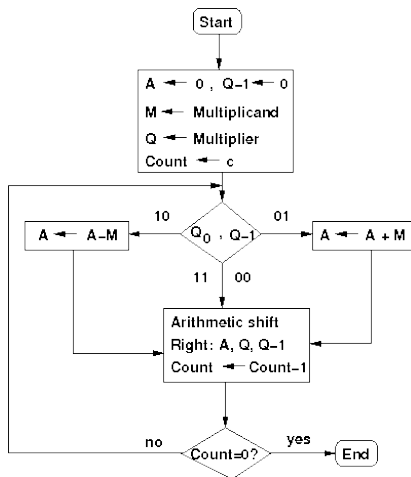 Start
A ← 0 , Q-1 ← 0
M ← Multiplicand
Q ← Multiplier
Count ← c
10
01
A ← A-M
Q0 , Q-1
A ← A + M
11 00
Arithmetic shift
Right: A, Q, Q-1
Count ← Count-1
no
yes
Count=0?
End